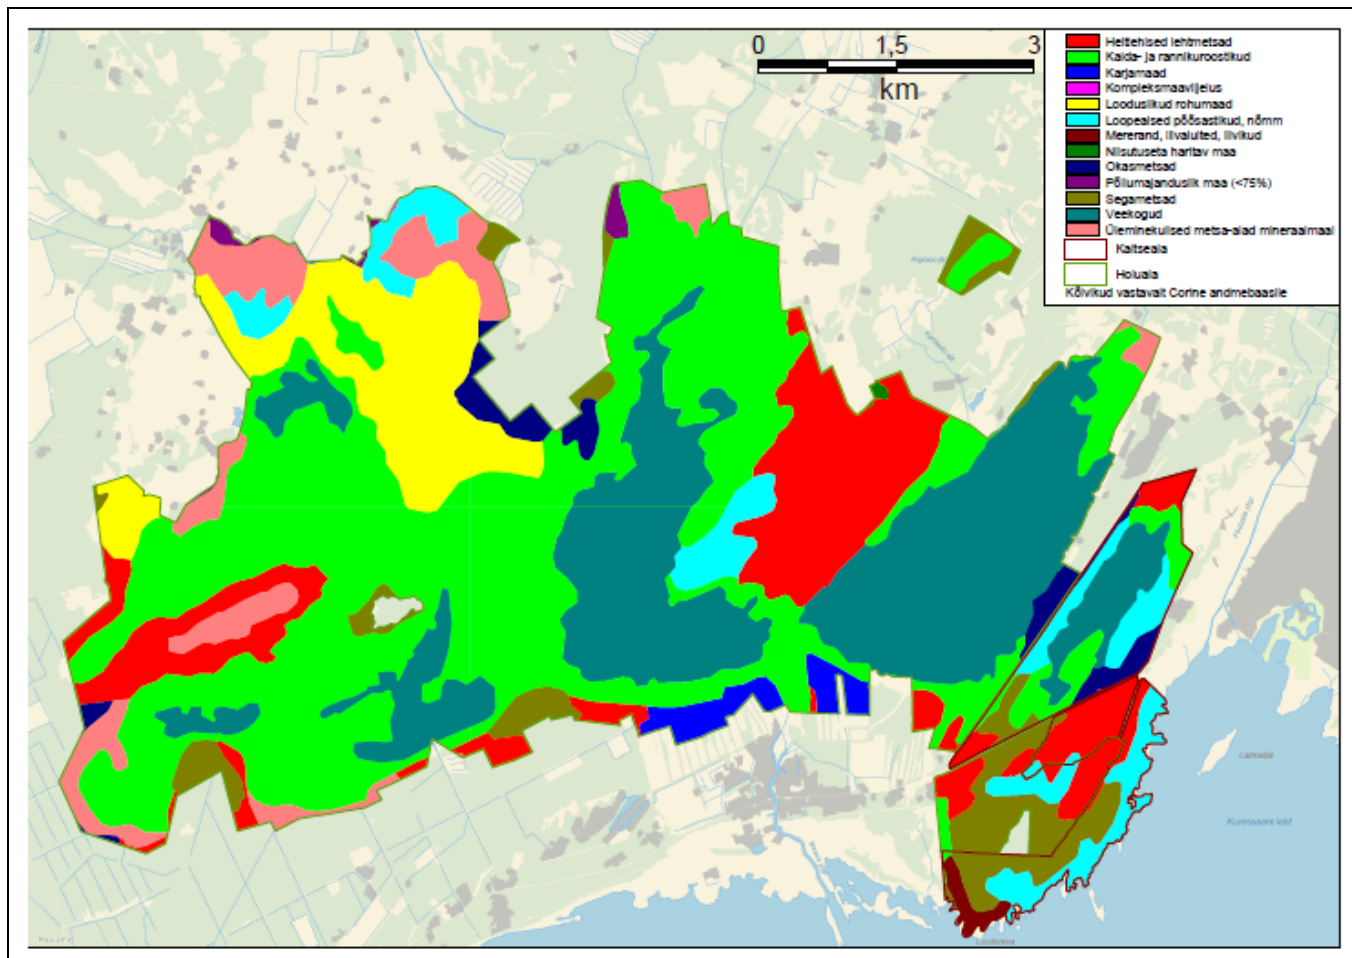 0 1,5 3
km
Heitlehised lehtmetsad
Kalda- ja rannikuroostikud
Karjamaad
Kompleksmaaviljelus
Looduslikud rohumaad
Loopealsed põõsastikud, nõmm
Mererand, liivaluited, liivikud
Niisutuseta haritav maa
Okasmetsad
Põllumajanduslik maa (<75%)
Segametsad
Veekogud
Üleminekulised metsa-alad mineraalmaal
Kaitseala
Hoiuala
Kõlvikud vastavalt Corine andmebaasile
Kuressaare laht